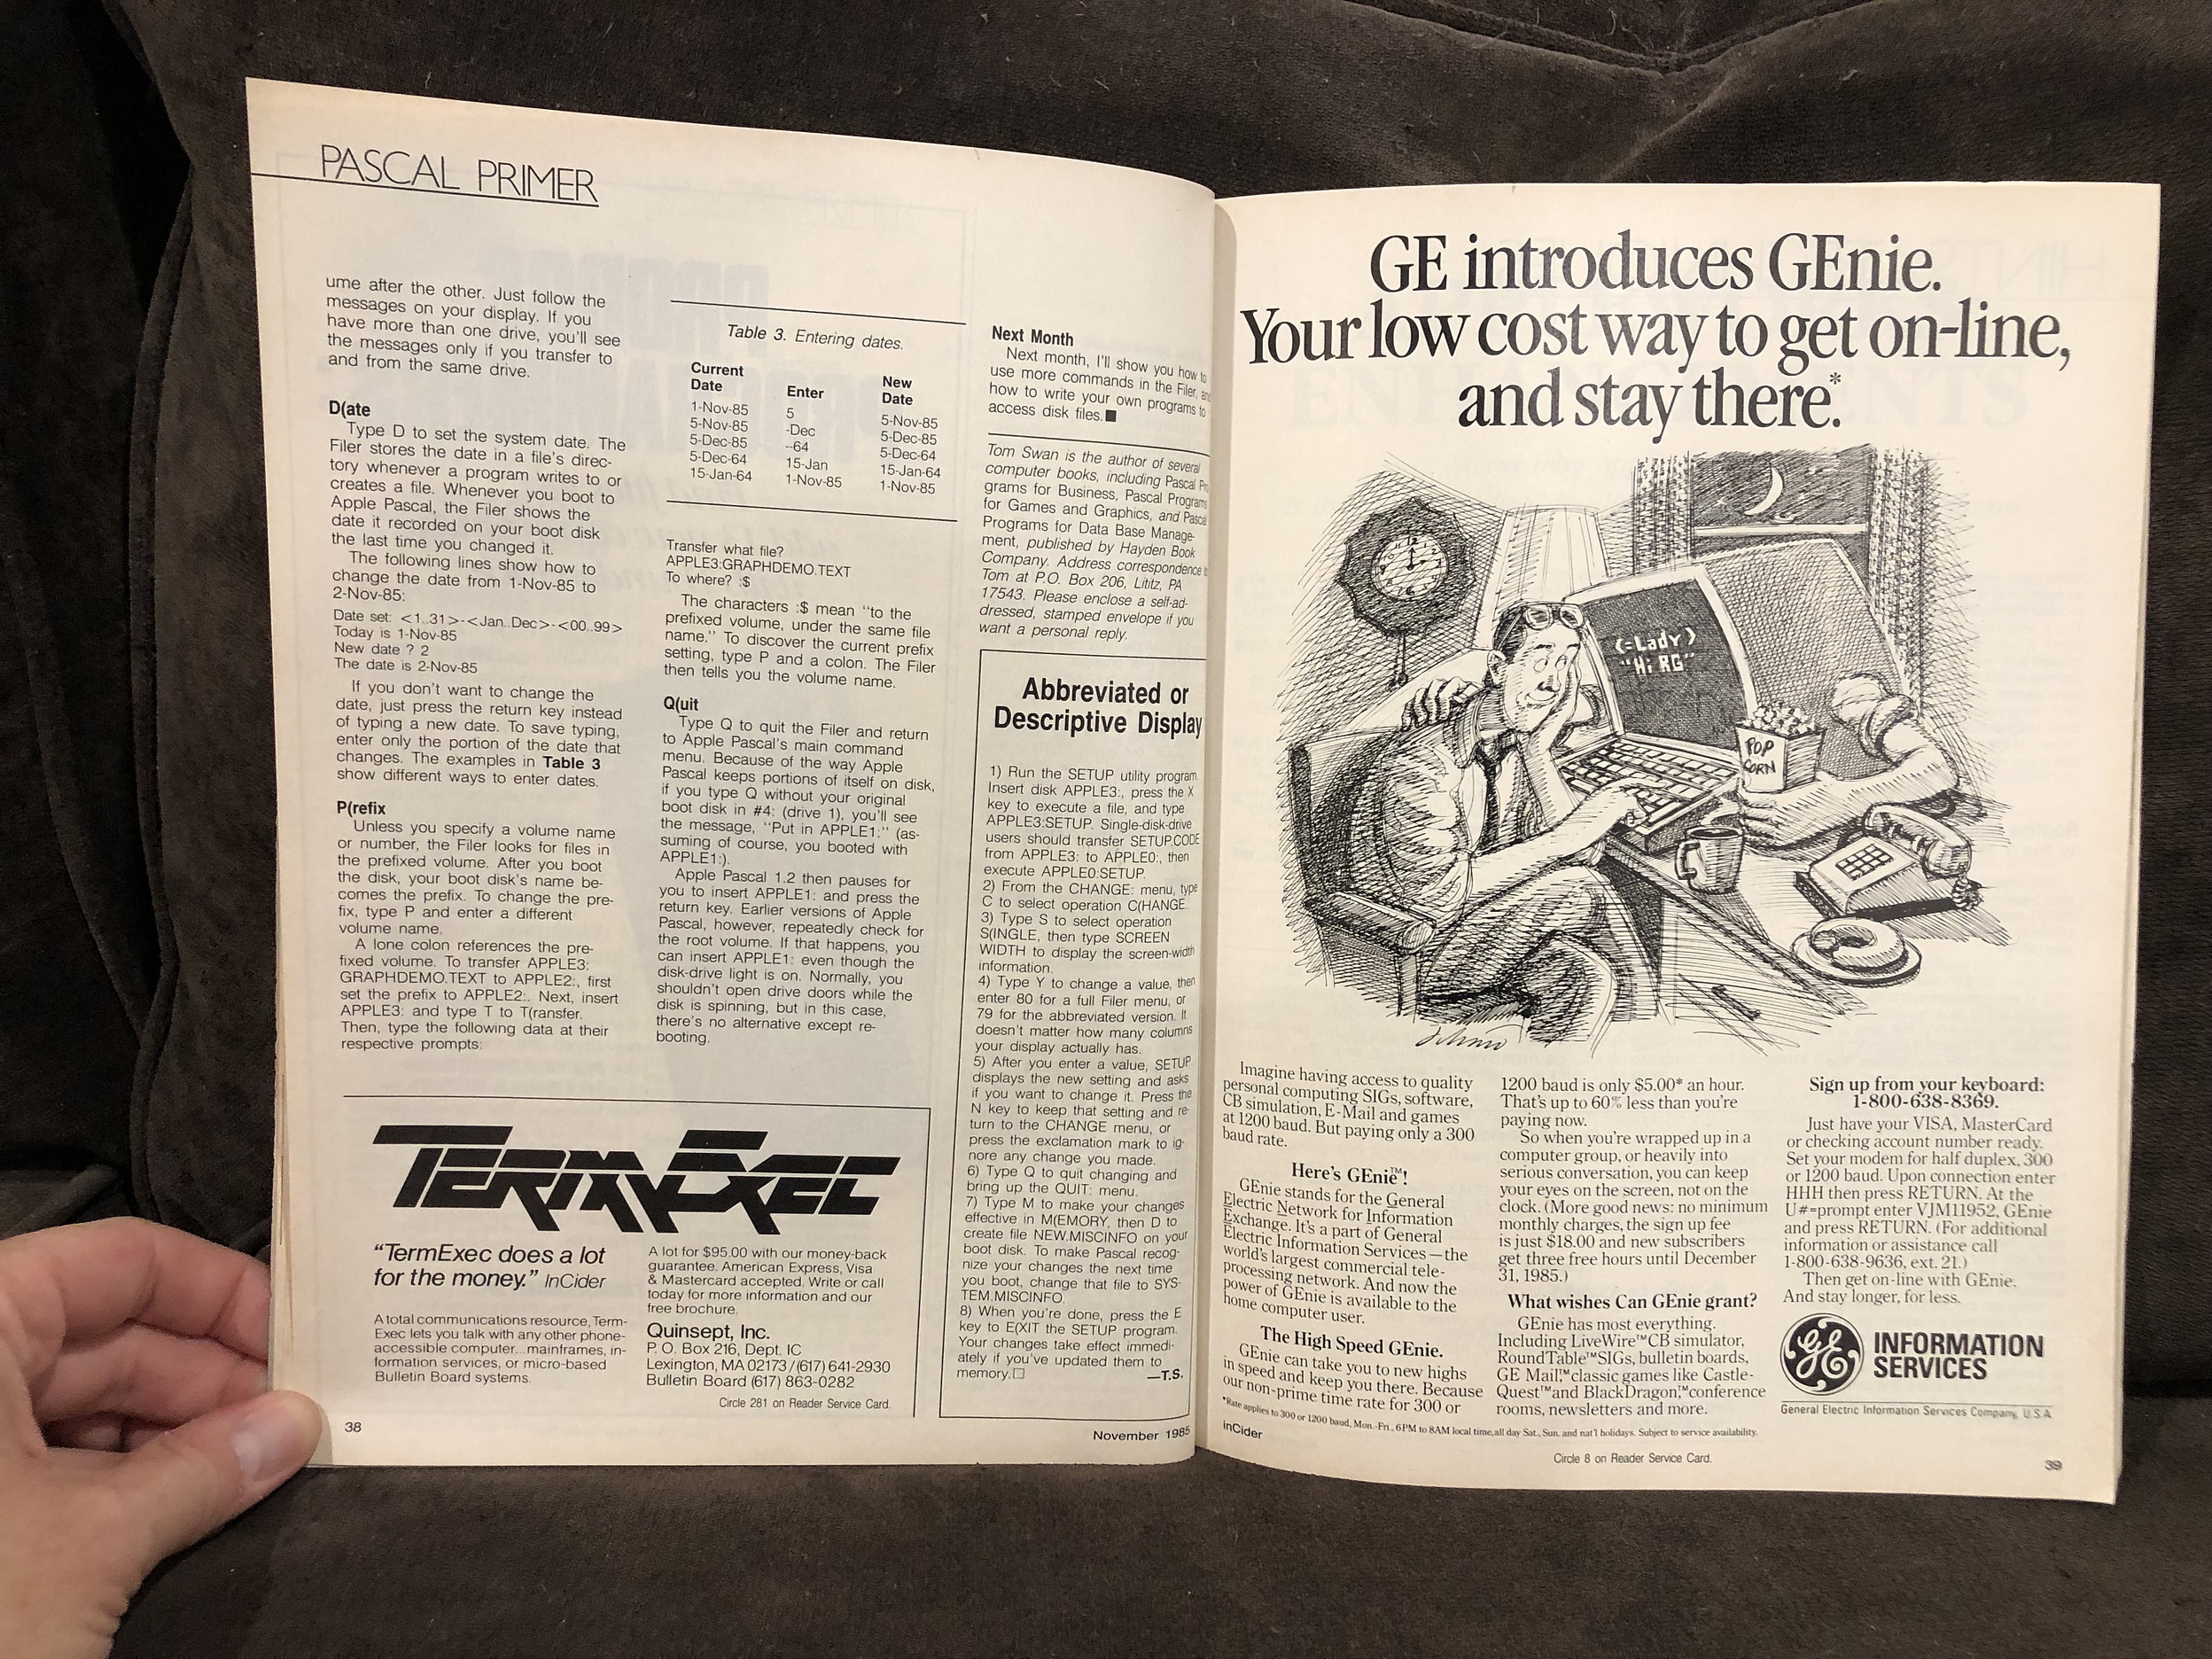 PASCAL PRIMER
ume after the other. Just follow the
messages on your display. If you
have more than one drive, you'll see
the messages only if you transfer to
and from the same drive.
D(ate
Type D to set the system date. The
Filer stores the date in a file's direc-
tory whenever a program writes to or
creates a file. Whenever you boot to
Apple Pascal, the Filer shows the
date it recorded on your boot disk
the last time you changed it.
The following lines show how to
change the date from 1-Nov-85 to
2-Nov-85:
Date set: <1..31>-<Jan..Dec>-<00..99>
Today is 1-Nov-85
New date ? 2
The date is 2-Nov-85
If you don't want to change the
date, just press the return key instead
of typing a new date. To save typing,
enter only the portion of the date that
changes. The examples in Table 3
show different ways to enter dates.
P(refix
Unless you specify a volume name
or number, the Filer looks for files in
the prefixed volume. After you boot
the disk, your boot disk's name be-
comes the prefix. To change the pre-
fix, type P and enter a different
volume name.
A lone colon references the pre-
fixed volume. To transfer APPLE3:
GRAPHDEMO.TEXT to APPLE2:, first
set the prefix to APPLE2:. Next, insert
APPLE3: and type T to T(ransfer.
Then, type the following data at their
respective prompts:
Table 3. Entering dates.
Current Date Enter New Date
1-Nov-85 5 5-Nov-85
5-Nov-85 -Dec 5-Dec-85
5-Dec-85 --64 5-Dec-64
5-Dec-64 15-Jan 15-Jan-64
15-Jan-64 1-Nov-85 1-Nov-85
Transfer what file?
APPLE3:GRAPHDEMO.TEXT
To where? :$
The characters :$ mean "to the
prefixed volume, under the same file
name." To discover the current prefix
setting, type P and a colon. The Filer
then tells you the volume name.
Q(uit
Type Q to quit the Filer and return
to Apple Pascal's main command
menu. Because of the way Apple
Pascal keeps portions of itself on disk,
if you type Q without your original
boot disk in #4: (drive 1), you'll see
the message, "Put in APPLE1:" (as-
suming of course, you booted with
APPLE1:).
Apple Pascal 1.2 then pauses for
you to insert APPLE1: and press the
return key. Earlier versions of Apple
Pascal, however, repeatedly check for
the root volume. If that happens, you
can insert APPLE1: even though the
disk-drive light is on. Normally, you
shouldn't open drive doors while the
disk is spinning, but in this case,
there's no alternative except re-
booting.
Next Month
Next month, I'll show you how to
use more commands in the Filer, and
how to write your own programs to
access disk files.■
Tom Swan is the author of several
computer books, including Pascal Pro
grams for Business, Pascal Programs
for Games and Graphics, and Pascal
Programs for Data Base Manage-
ment, published by Hayden Book
Company. Address correspondence to
Tom at P.O. Box 206, Lititz, PA
17543. Please enclose a self-ad-
dressed, stamped envelope if you
want a personal reply.
Abbreviated or
Descriptive Display
1) Run the SETUP utility program.
Insert disk APPLE3:, press the X
key to execute a file, and type
APPLE3:SETUP. Single-disk-drive
users should transfer SETUP.CODE
from APPLE3: to APPLE0:, then
execute APPLE0:SETUP.
2) From the CHANGE: menu, type
C to select operation C(HANGE.
3) Type S to select operation
S(INGLE, then type SCREEN
WIDTH to display the screen-width
information.
4) Type Y to change a value, then
enter 80 for a full Filer menu, or
79 for the abbreviated version. It
doesn't matter how many columns
your display actually has.
5) After you enter a value, SETUP
displays the new setting and asks
if you want to change it. Press the
N key to keep that setting and re-
turn to the CHANGE menu, or
press the exclamation mark to ig-
nore any change you made.
6) Type Q to quit changing and
bring up the QUIT: menu.
7) Type M to make your changes
effective in M(EMORY, then D to
create file NEW.MISCINFO on your
boot disk. To make Pascal recog-
nize your changes the next time
you boot, change that file to SYS-
TEM.MISCINFO.
8) When you're done, press the E
key to E(XIT the SETUP program.
Your changes take effect immedi-
ately if you've updated them to
memory.□ —T.S.
TERMEXEC
"TermExec does a lot
for the money." InCider
A total communications resource, Term-
Exec lets you talk with any other phone-
accessible computer...mainframes, in-
formation services, or micro-based
Bulletin Board systems.
A lot for $95.00 with our money-back
guarantee. American Express, Visa
& Mastercard accepted. Write or call
today for more information and our
free brochure.
Quinsept, Inc.
P. O. Box 216, Dept. IC
Lexington, MA 02173 / (617) 641-2930
Bulletin Board (617) 863-0282
Circle 281 on Reader Service Card.
38
November 1985
GE introduces GEnie.
Your low cost way to get on-line,
and stay there.*
<=Lady>
"Hi RG"
POP
CORN
Imagine having access to quality
personal computing SIGs, software,
CB simulation, E-Mail and games
at 1200 baud. But paying only a 300
baud rate.
Here's GEnie™!
GEnie stands for the General
Electric Network for Information
Exchange. It's a part of General
Electric Information Services—the
world's largest commercial tele-
processing network. And now the
power of GEnie is available to the
home computer user.
The High Speed GEnie.
GEnie can take you to new highs
in speed and keep you there. Because
our non-prime time rate for 300 or
1200 baud is only $5.00* an hour.
That's up to 60% less than you're
paying now.
So when you're wrapped up in a
computer group, or heavily into
serious conversation, you can keep
your eyes on the screen, not on the
clock. (More good news: no minimum
monthly charges, the sign up fee
is just $18.00 and new subscribers
get three free hours until December
31, 1985.)
What wishes Can GEnie grant?
GEnie has most everything.
Including LiveWire™CB simulator,
RoundTable™SIGs, bulletin boards,
GE Mail,™classic games like Castle-
Quest™and BlackDragon,™conference
rooms, newsletters and more.
Sign up from your keyboard:
1-800-638-8369.
Just have your VISA, MasterCard
or checking account number ready.
Set your modem for half duplex, 300
or 1200 baud. Upon connection enter
HHH then press RETURN. At the
U#=prompt enter VJM11952, GEnie
and press RETURN. (For additional
information or assistance call
1-800-638-9636, ext. 21.)
Then get on-line with GEnie.
And stay longer, for less.
GE
INFORMATION
SERVICES
General Electric Information Services Company, U.S.A.
*Rate applies to 300 or 1200 baud, Mon.-Fri., 6PM to 8AM local time, all day Sat., Sun. and nat'l holidays. Subject to service availability.
inCider
Circle 8 on Reader Service Card.
39